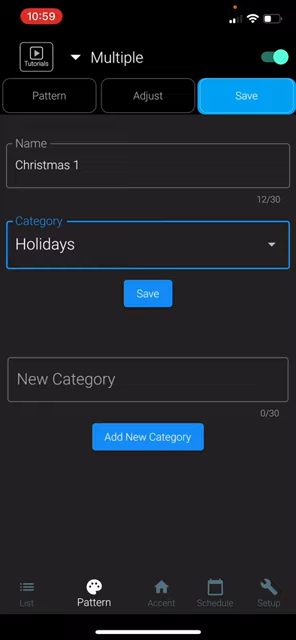 10:59
Tutorials
Multiple
Pattern
Adjust
Save
Name
Christmas 1
12/30
Category
Holidays
Save
New Category
0/30
Add New Category
List
Pattern
Accent
Schedule
Setup